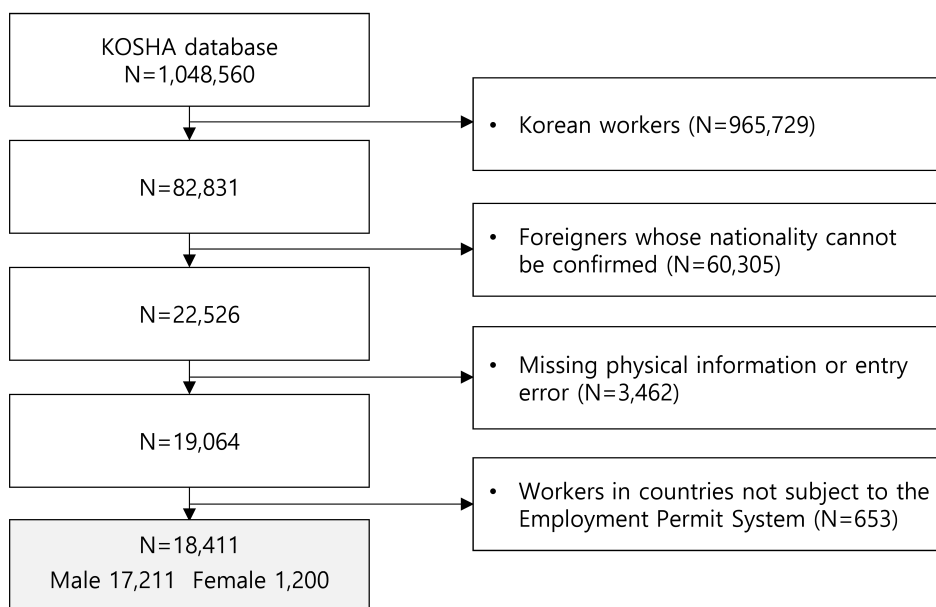 KOSHA database
N=1,048,560
• Korean workers (N=965,729)
N=82,831
• Foreigners whose nationality cannot
be confirmed (N=60,305)
N=22,526
• Missing physical information or entry
error (N=3,462)
N=19,064
• Workers in countries not subject to the
Employment Permit System (N=653)
N=18,411
Male 17,211 Female 1,200